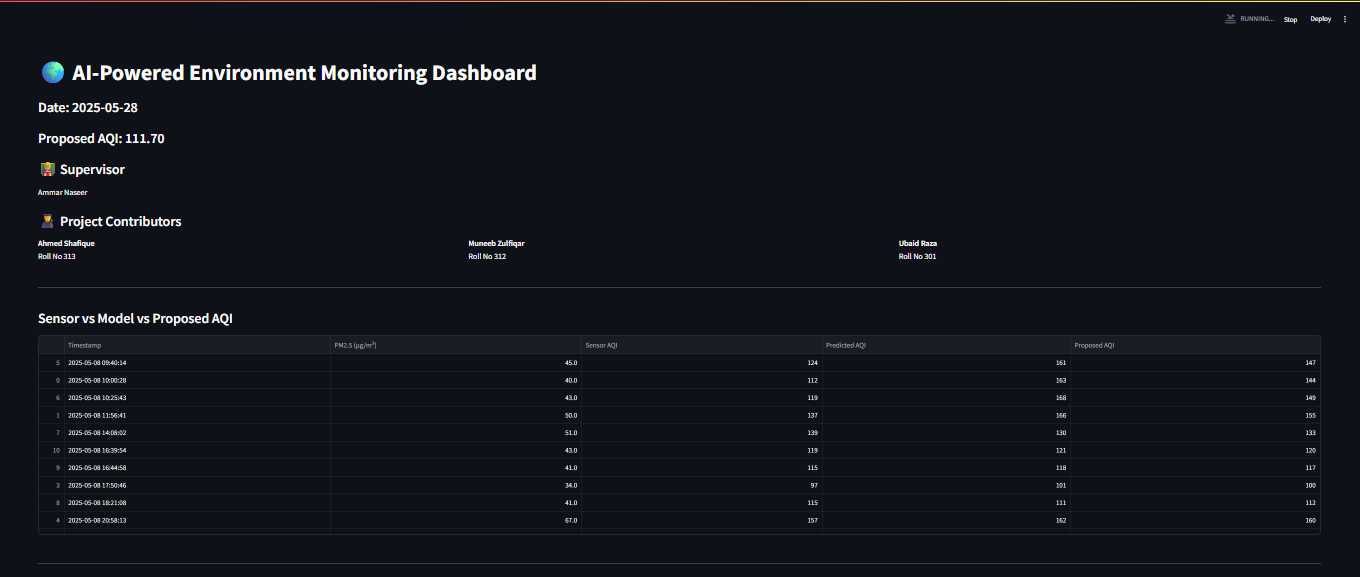 RUNNING... Stop Deploy
AI-Powered Environment Monitoring Dashboard
Date: 2025-05-28
Proposed AQI: 111.70
Supervisor
Ammar Naseer
Project Contributors
Ahmed Shafique Muneeb Zulfiqar Ubaid Raza
Roll No 313 Roll No 312 Roll No 301
Sensor vs Model vs Proposed AQI
Timestamp PM2.5 (µg/m³) Sensor AQI Predicted AQI Proposed AQI
5 2025-05-08 09:40:14 45.0 124 161 147
0 2025-05-08 10:00:28 40.0 112 163 144
6 2025-05-08 10:25:43 43.0 119 168 149
1 2025-05-08 11:56:41 50.0 137 166 155
7 2025-05-08 14:08:02 51.0 139 130 133
10 2025-05-08 16:39:54 43.0 119 121 120
9 2025-05-08 16:44:58 41.0 115 118 117
3 2025-05-08 17:50:46 34.0 97 101 100
8 2025-05-08 18:21:08 41.0 115 111 112
4 2025-05-08 20:58:13 67.0 157 162 160